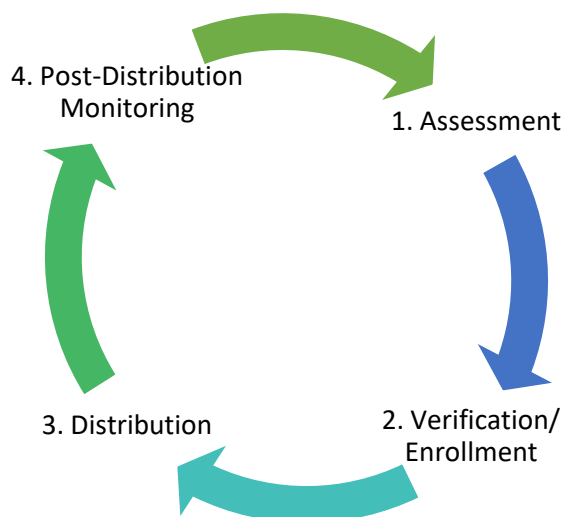 1. Assessment
2. Verification/
Enrollment
3. Distribution
4. Post-Distribution
Monitoring